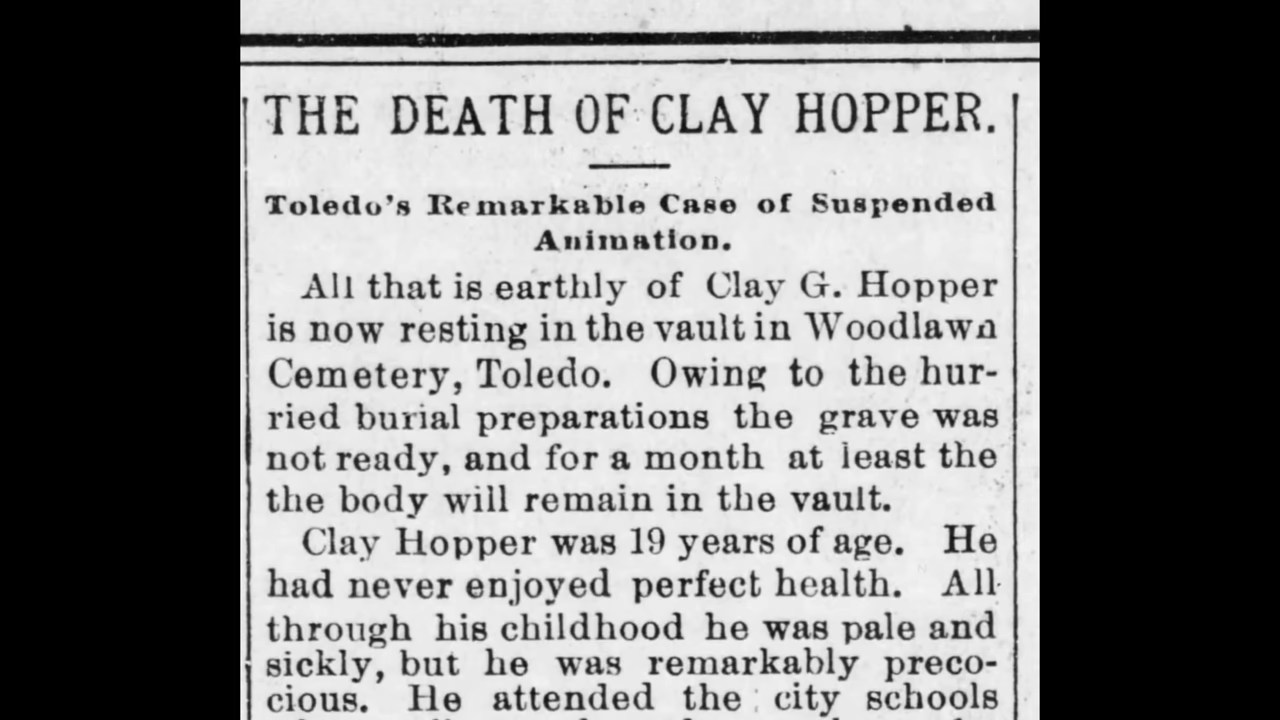 THE DEATH OF CLAY HOPPER.
Toledo's Remarkable Case of Suspended
Animation.
All that is earthly of Clay G. Hopper
is now resting in the vault in Woodlawn
Cemetery, Toledo. Owing to the hur-
ried burial preparations the grave was
not ready, and for a month at least the
the body will remain in the vault.
Clay Hopper was 19 years of age. He
had never enjoyed perfect health. All
through his childhood he was pale and
sickly, but he was remarkably preco-
cious. He attended the city schools